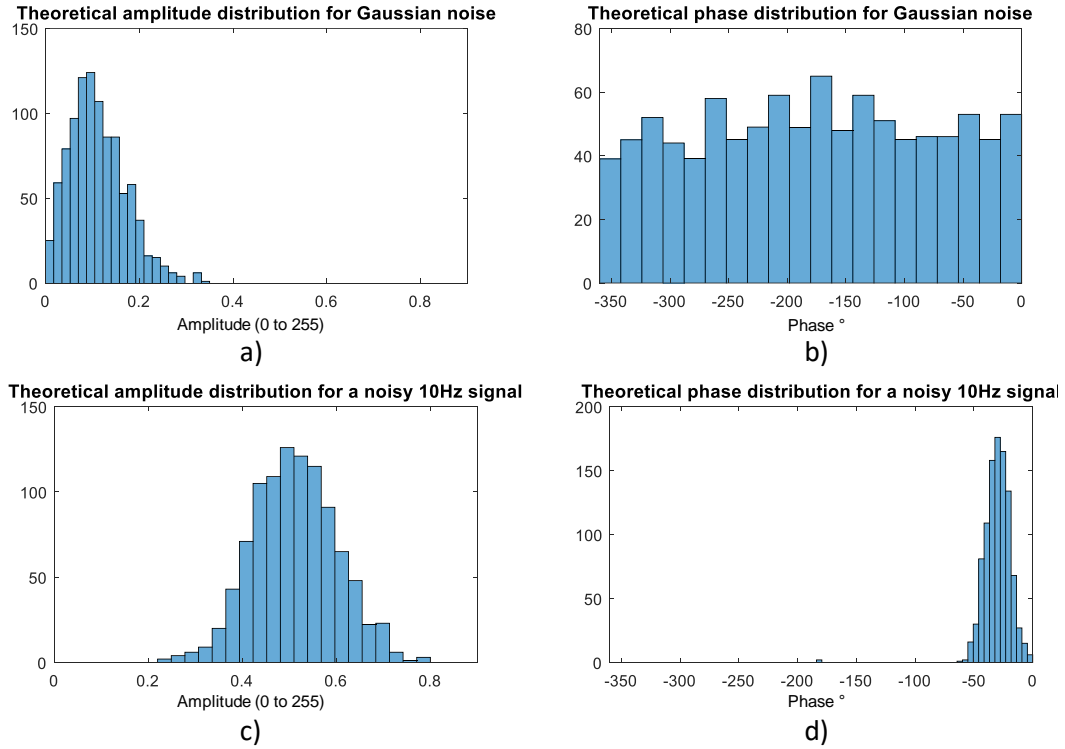 Theoretical amplitude distribution for Gaussian noise
150
100
50
0
0 0.2 0.4 0.6 0.8
Amplitude (0 to 255)
a)
Theoretical phase distribution for Gaussian noise
80
60
40
20
0
-350 -300 -250 -200 -150 -100 -50 0
Phase °
b)
Theoretical amplitude distribution for a noisy 10Hz signal
150
100
50
0
0 0.2 0.4 0.6 0.8
Amplitude (0 to 255)
c)
Theoretical phase distribution for a noisy 10Hz signal
200
150
100
50
0
-350 -300 -250 -200 -150 -100 -50 0
Phase °
d)